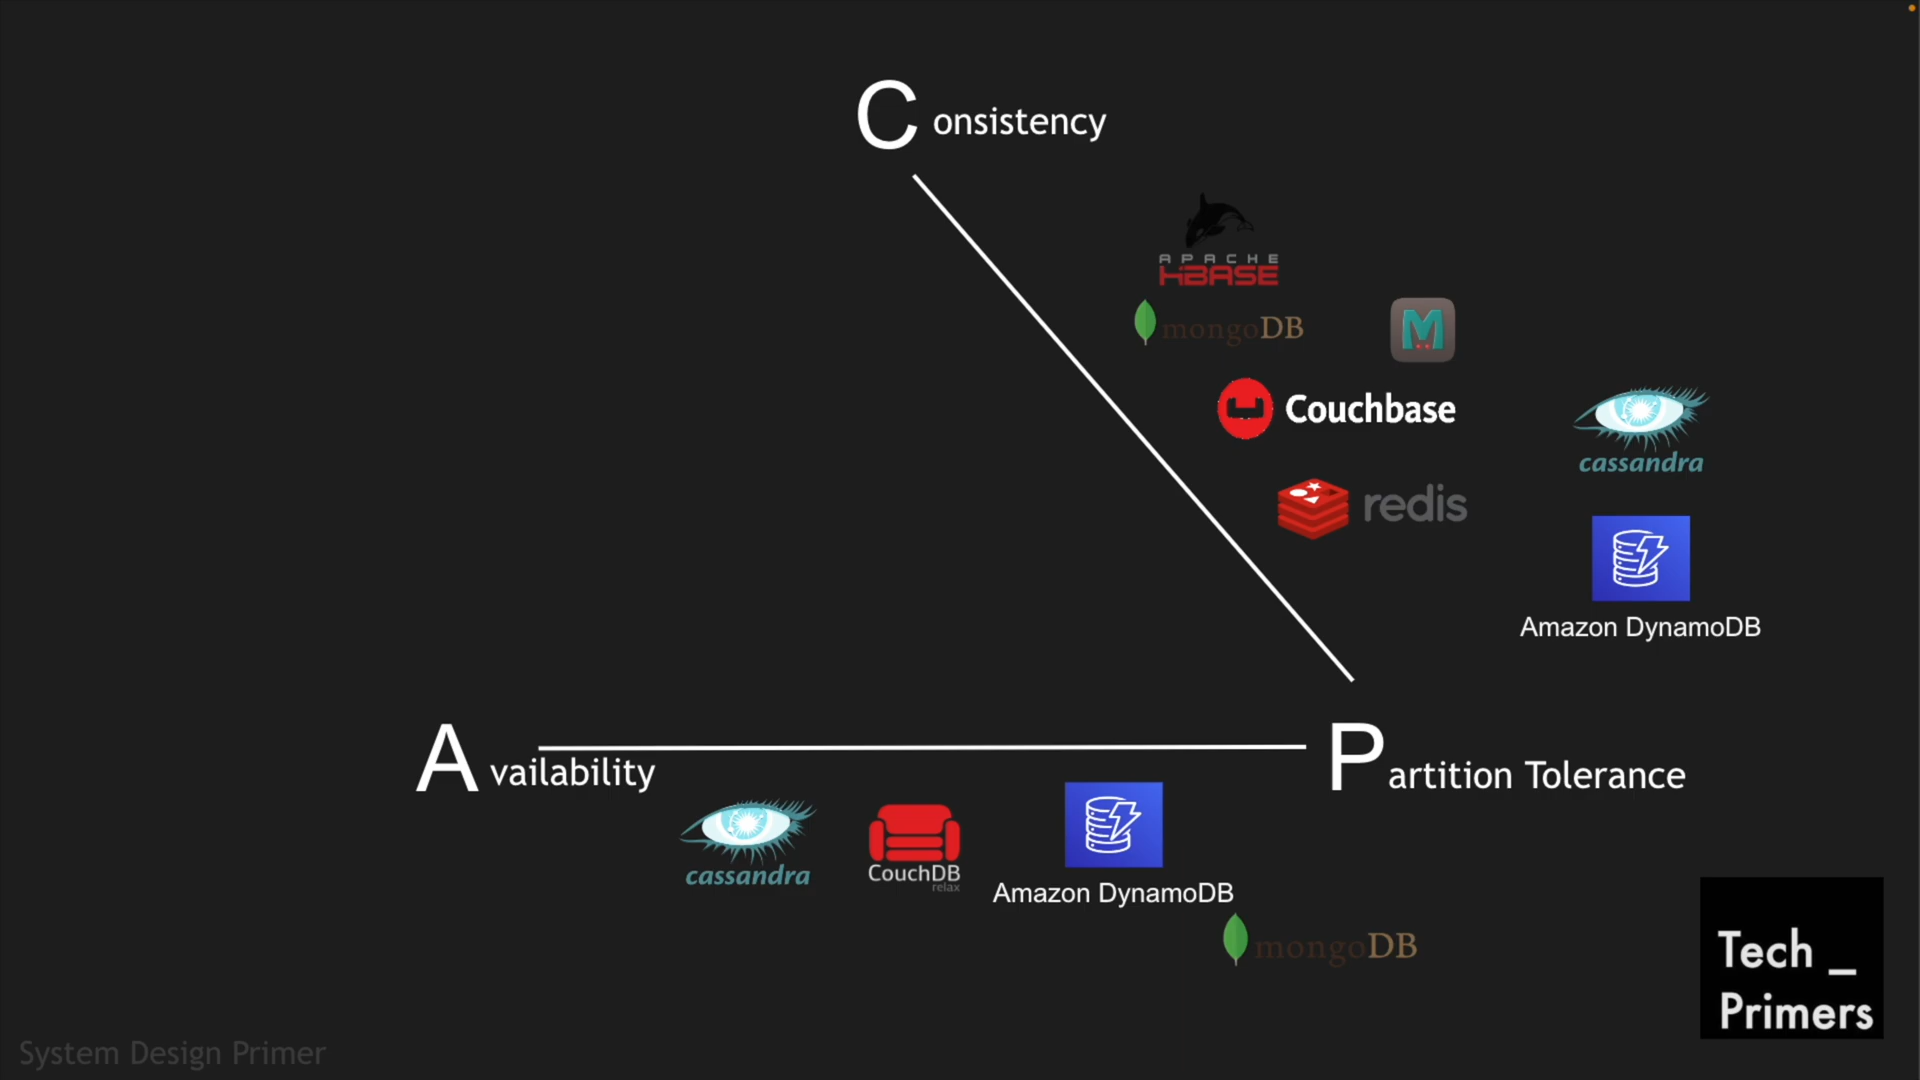 Consistency
APACHE
HBASE
mongoDB
M
Couchbase
cassandra
redis
Amazon DynamoDB
Availability
Partition Tolerance
cassandra
CouchDB
relax
Amazon DynamoDB
mongoDB
Tech _
Primers
System Design Primer